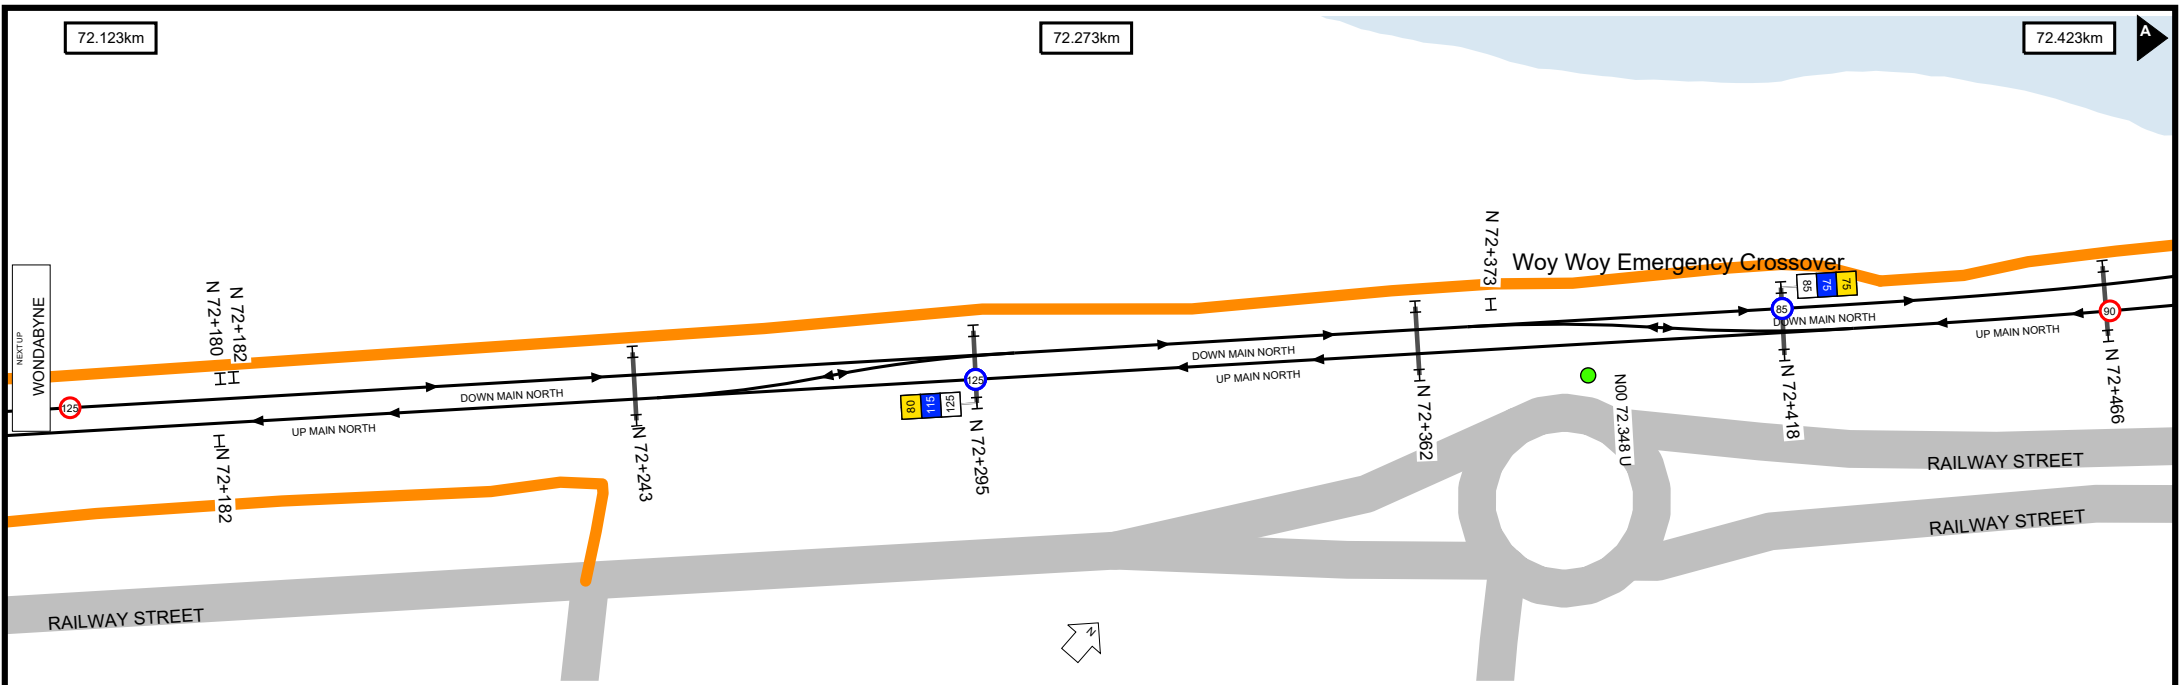 72.123km
72.273km
72.423km
A
NEXT UP
WONDABYNE
125
N 72+180
N 72+182
N 72+182
UP MAIN NORTH
DOWN MAIN NORTH
N 72+243
80
115
125
125
N 72+295
DOWN MAIN NORTH
UP MAIN NORTH
N 72+362
N 72+373
Woy Woy Emergency Crossover
85
75
75
85
DOWN MAIN NORTH
N 72+418
N00 72.348 U
UP MAIN NORTH
90
N 72+466
RAILWAY STREET
RAILWAY STREET
RAILWAY STREET
N